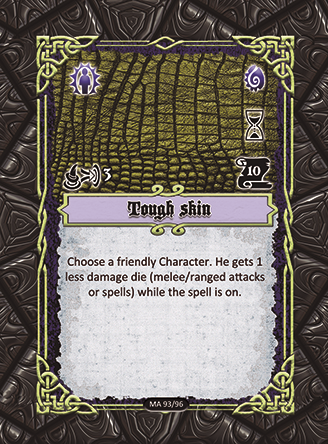 3
10
Tough skin
Choose a friendly Character. He gets 1
less damage die (melee/ranged attacks
or spells) while the spell is on.
MA 93/96